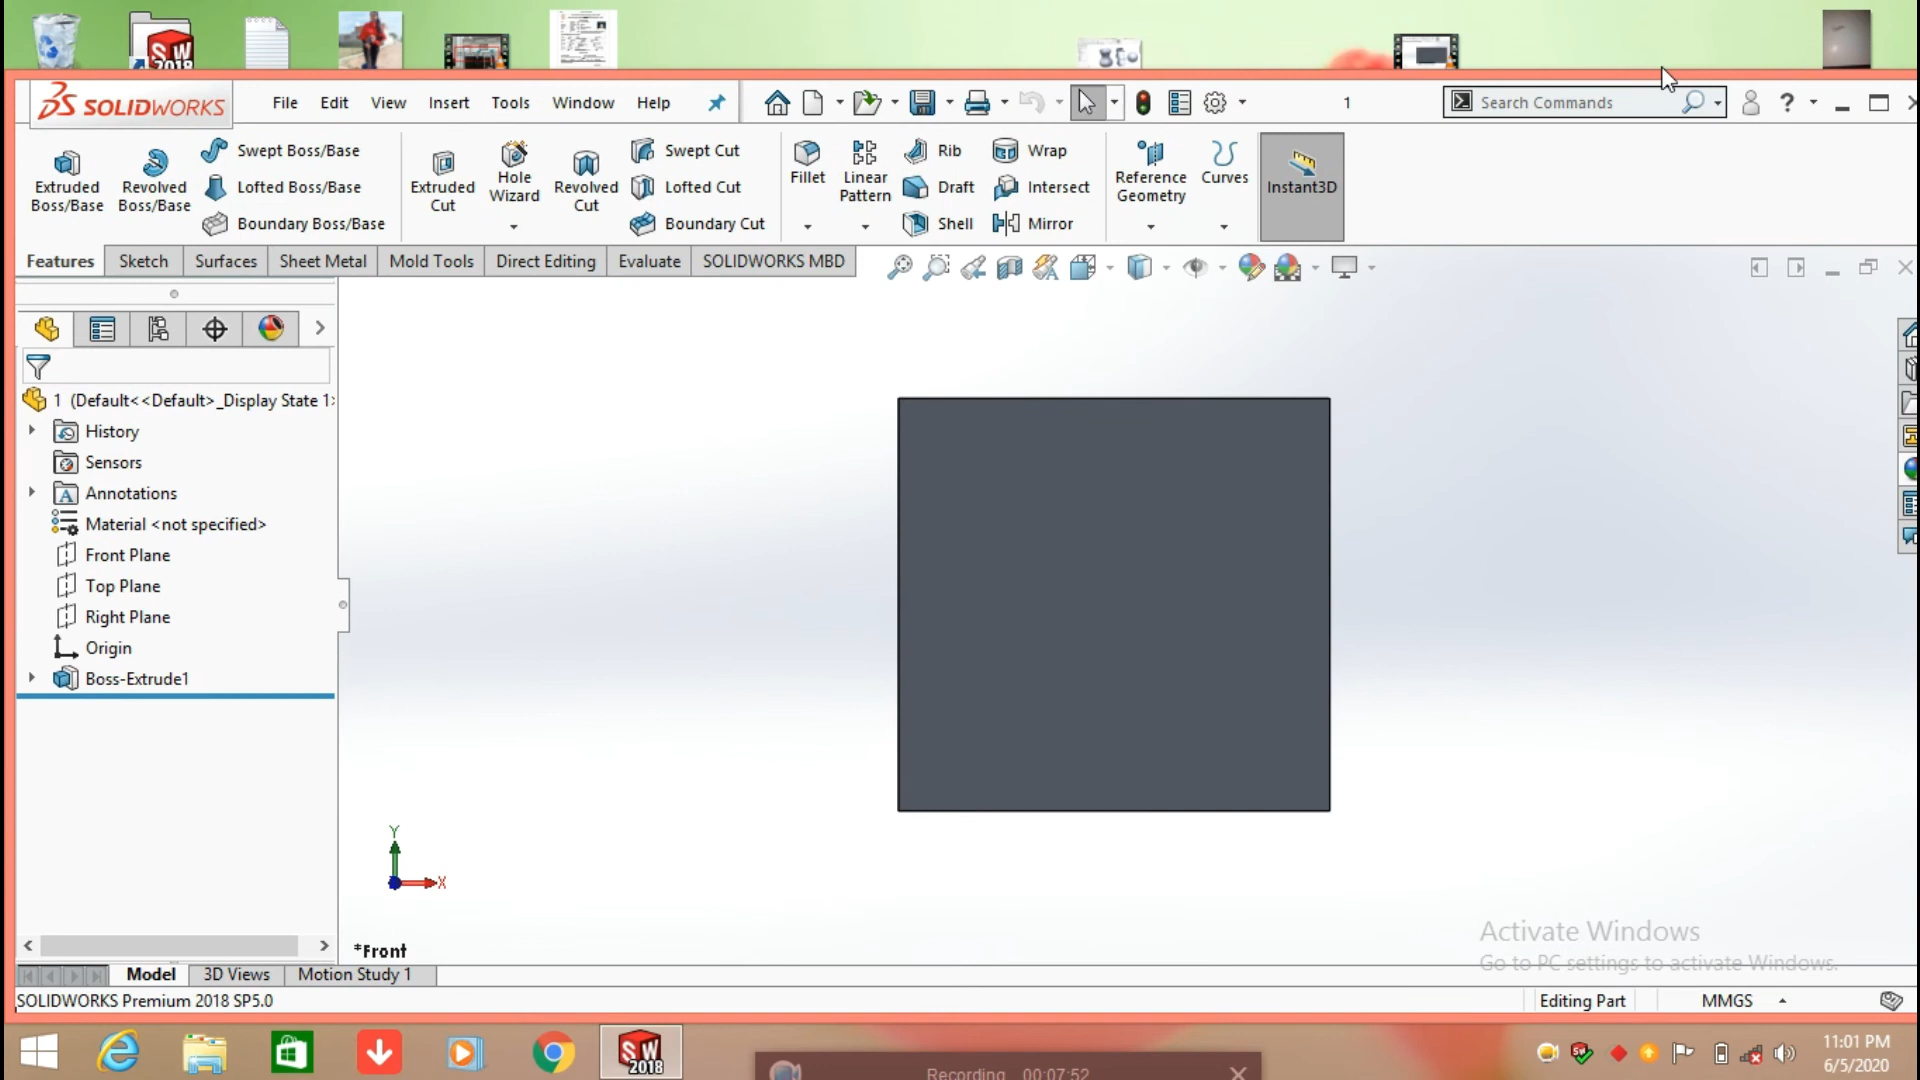 SW
2018
SOLIDWORKS File Edit View Insert Tools Window Help 1 Search Commands
Extruded Boss/Base
Revolved Boss/Base
Swept Boss/Base
Lofted Boss/Base
Boundary Boss/Base
Extruded Cut
Hole Wizard
Revolved Cut
Swept Cut
Lofted Cut
Boundary Cut
Fillet
Linear Pattern
Rib
Draft
Shell
Wrap
Intersect
Mirror
Reference Geometry
Curves
Instant3D
Features Sketch Surfaces Sheet Metal Mold Tools Direct Editing Evaluate SOLIDWORKS MBD
1 (Default<<Default>_Display State 1>
History
Sensors
Annotations
Material <not specified>
Front Plane
Top Plane
Right Plane
Origin
Boss-Extrude1
Y
X
*Front
Activate Windows
Go to PC settings to activate Windows.
Model 3D Views Motion Study 1
SOLIDWORKS Premium 2018 SP5.0 Editing Part MMGS
SW
2018
Recording 00:07:52
11:01 PM
6/5/2020